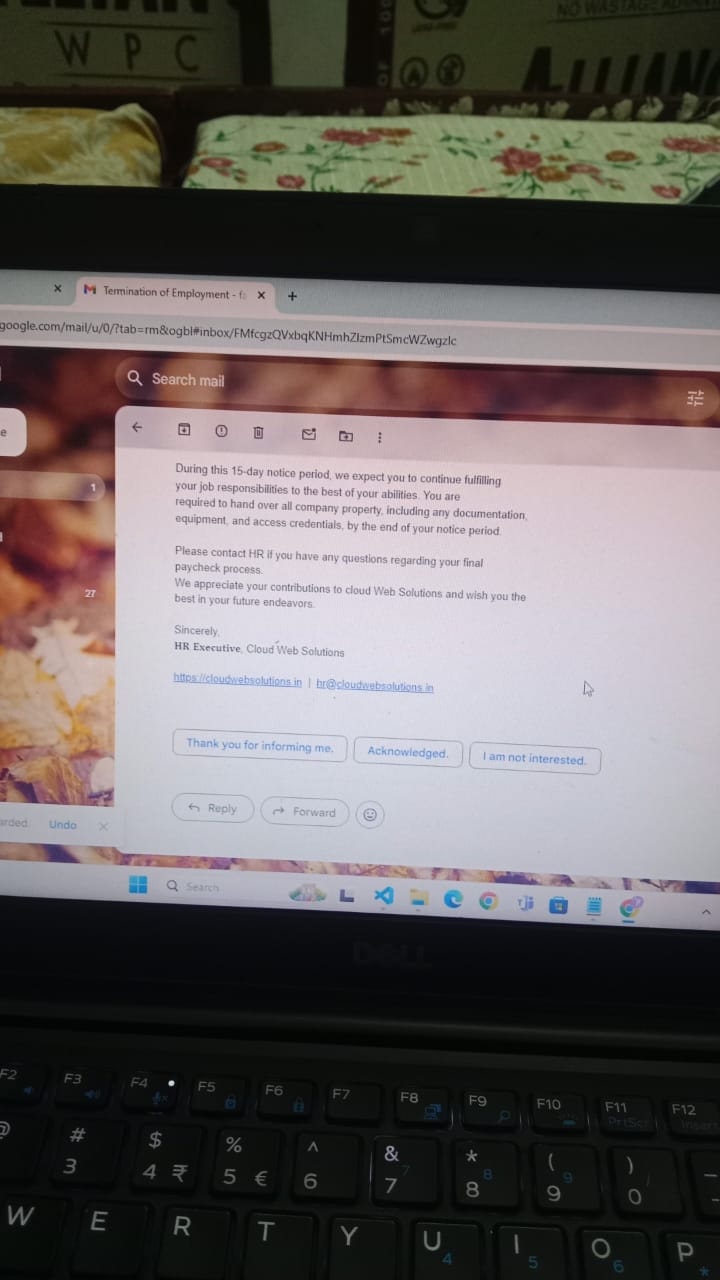 W P C
NO WASTAGE
OF 100
Termination of Employment - fa
google.com/mail/u/0/?tab=rm&ogbl#inbox/FMfcgzQVxbqKNHmhZlzmPtSmcWZwgzlc
Search mail
e
1
27
During this 15-day notice period, we expect you to continue fulfilling
your job responsibilities to the best of your abilities. You are
required to hand over all company property, including any documentation,
equipment, and access credentials, by the end of your notice period.
Please contact HR if you have any questions regarding your final
paycheck process.
We appreciate your contributions to cloud Web Solutions and wish you the
best in your future endeavors.
Sincerely,
HR Executive, Cloud Web Solutions
https://cloudwebsolutions.in | hr@cloudwebsolutions.in
Thank you for informing me. Acknowledged. I am not interested.
Reply Forward
arded. Undo
Search
DELL
F2 F3 F4 F5 F6 F7 F8 F9 F10 F11 F12
PrtScr Insert
@ # $ % ^ & * ( ) _
3 4 ₹ 5 € 6 7 7 8 8 9 9 0 -
W E R T Y U I O P
4 5 6 *